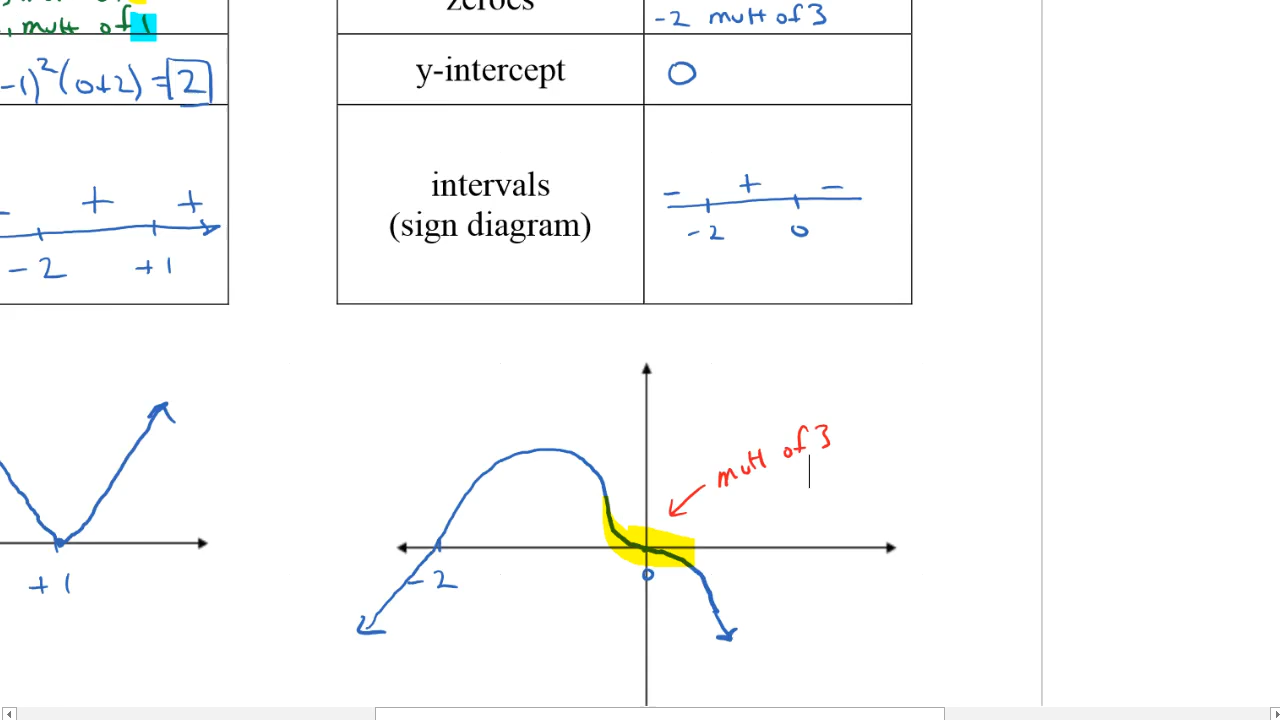 , mult of 1
zeroes
-2 mult of 3
-1)²(0+2) = 2
y-intercept
0
- + +
-2 +1
intervals
(sign diagram)
- + -
-2 0
+1
mult of 3
-2
0